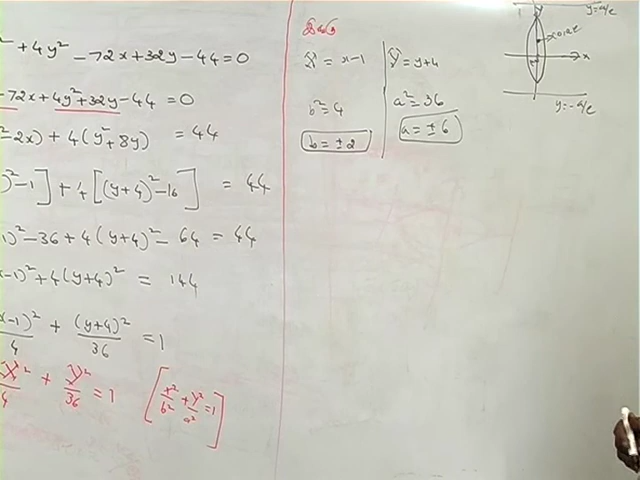 ² + 4y² - 72x + 32y - 44 = 0
- 72x + 4y² + 32y - 44 = 0
²- 2x) + 4(y² + 8y) = 44
)² - 1] + 4[(y+4)² - 16] = 44
1)² - 36 + 4(y+4)² - 64 = 44
x-1)² + 4(y+4)² = 144
x-1)²/4 + (y+4)²/36 = 1
X²/4 + Y²/36 = 1 [x²/b² + y²/a² = 1]
X = x-1
b² = 4
b = ±2
Y = y+4
a² = 36
a = ±6
y = a/e
y
x
y = -a/e